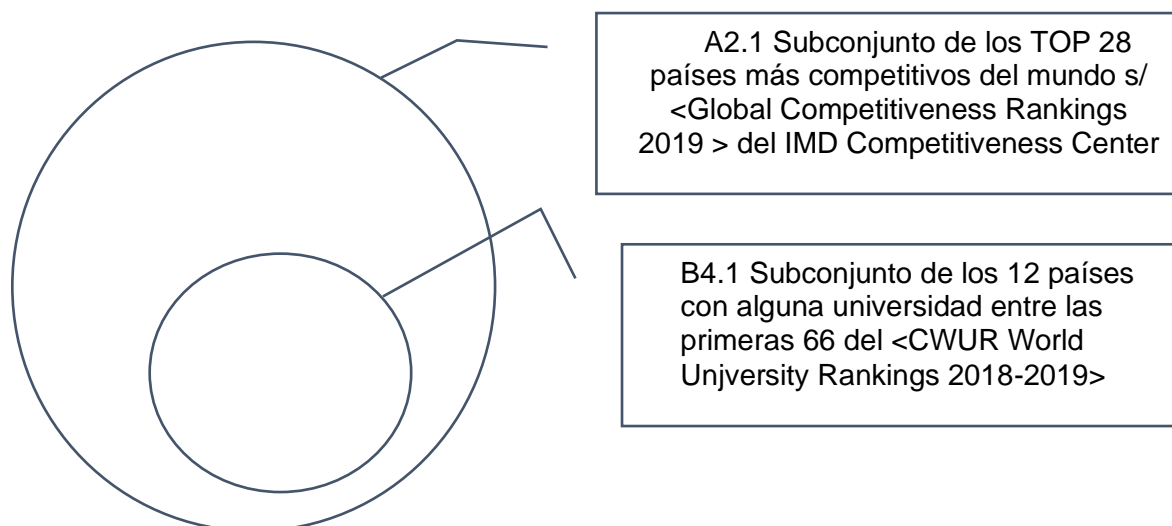 A2.1 Subconjunto de los TOP 28
países más competitivos del mundo s/
<Global Competitiveness Rankings
2019 > del IMD Competitiveness Center
B4.1 Subconjunto de los 12 países
con alguna universidad entre las
primeras 66 del <CWUR World
Unjversity Rankings 2018-2019>